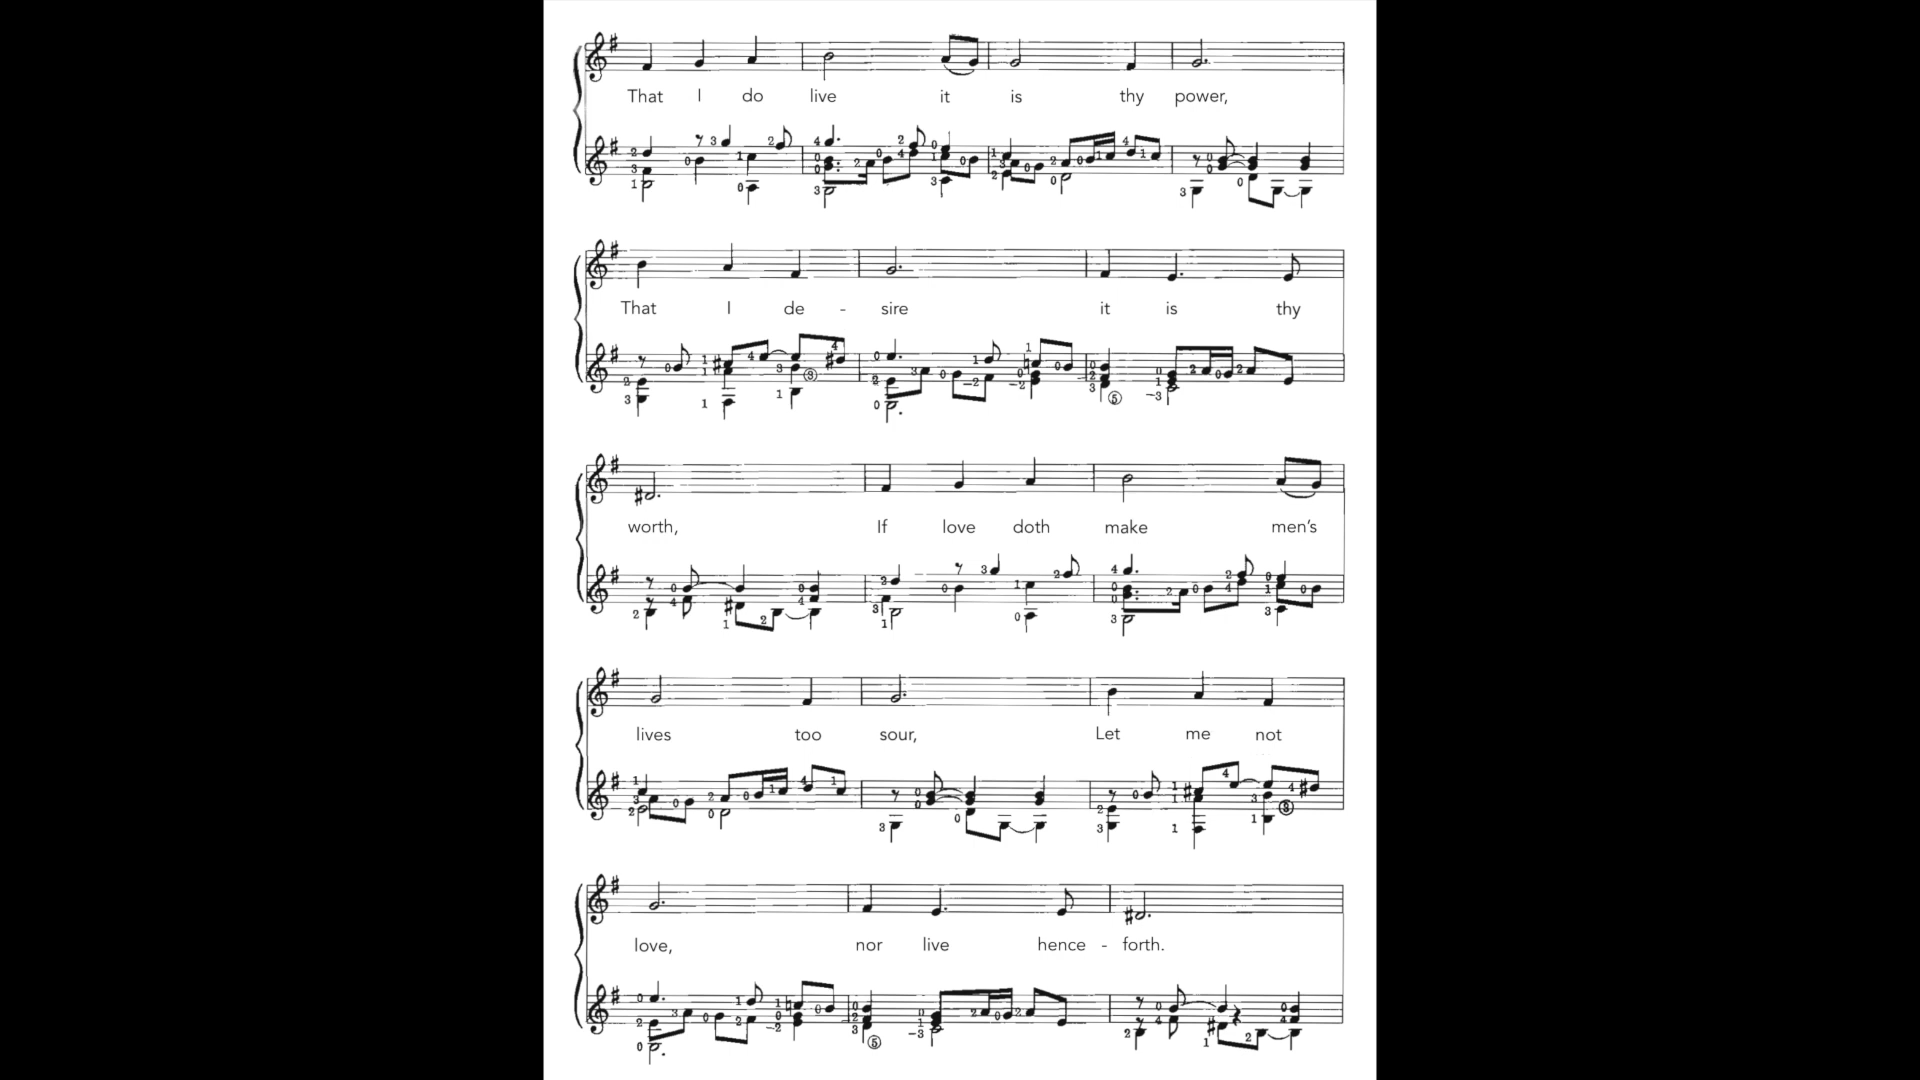 That I do live it is thy power,
That I de - sire it is thy
worth, If love doth make men’s
lives too sour, Let me not
love, nor live hence - forth.